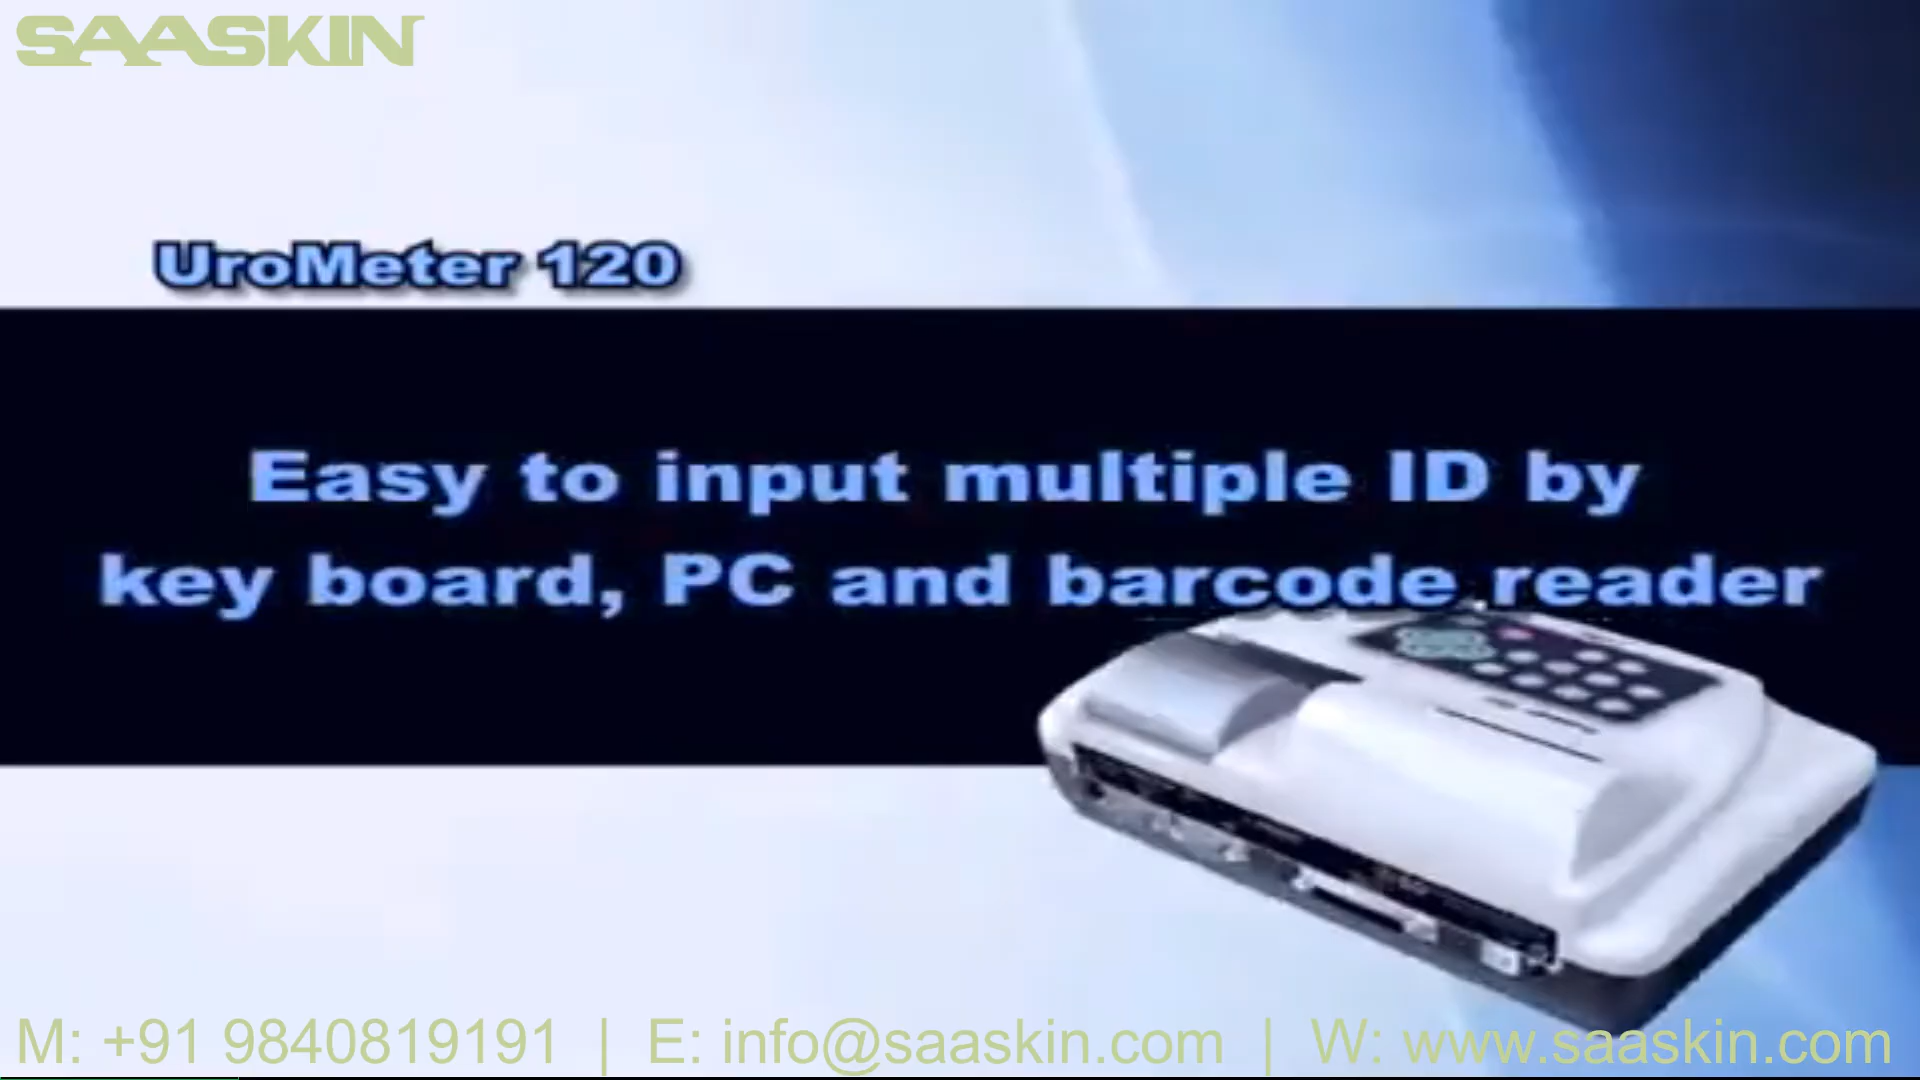 SAASKIN
UroMeter 120
Easy to input multiple ID by
key board, PC and barcode reader
M: +91 9840819191 | E: info@saaskin.com | W: www.saaskin.com